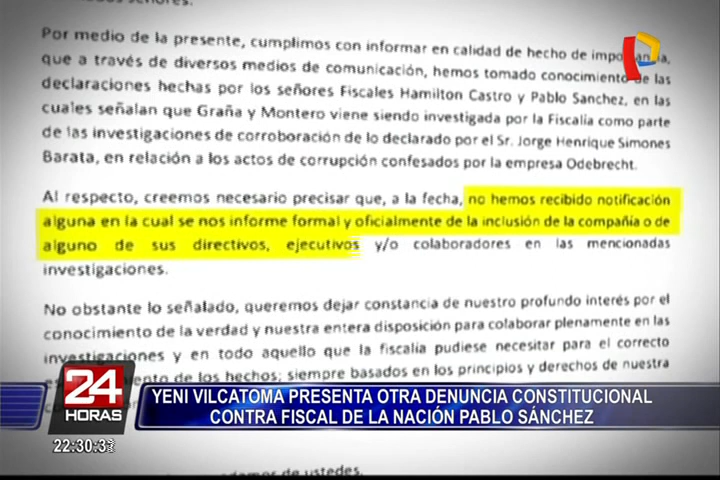 Por medio de la presente, cumplimos con informar en calidad de hecho de
que a través de diversos medios de comunicación, hemos tomado conocimiento de las
declaraciones hechas por los señores Fiscales Hamilton Castro y Pablo Sanchez, en las
cuales señalan que Graña y Montero viene siendo investigada por la Fiscalía como parte
de las investigaciones de corroboración de lo declarado por el Sr. Jorge Henrique Simones
Barata, en relación a los actos de corrupción confesados por la empresa Odebrecht.
Al respecto, creemos necesario precisar que, a la fecha, no hemos recibido notificación
alguna en la cual se nos informe formal y oficialmente de la inclusión de la compañía o de
alguno de sus directivos, ejecutivos y/o colaboradores en las mencionadas
investigaciones.
No obstante lo señalado, queremos dejar constancia de nuestro profundo interés por el
conocimiento de la verdad y nuestra entera disposición para colaborar plenamente en las
investigaciones y en todo aquello que la fiscalía pudiese necesitar para el correcto
de los hechos; siempre basados en los principios y derechos de nuestra
24
HORAS
YENI VILCATOMA PRESENTA OTRA DENUNCIA CONSTITUCIONAL
CONTRA FISCAL DE LA NACIÓN PABLO SÁNCHEZ
de ustedes.